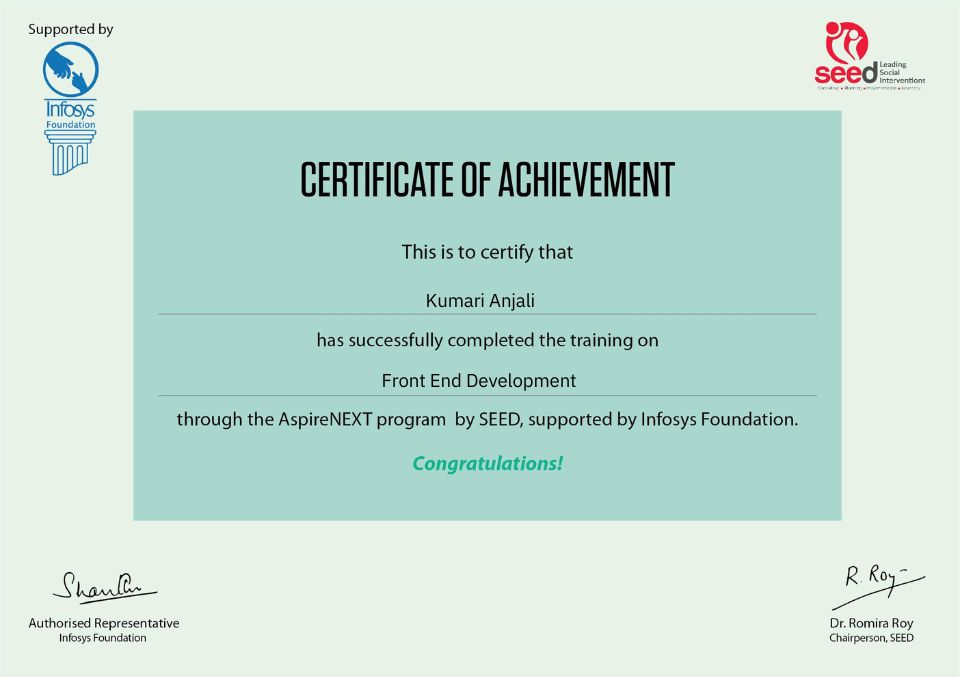 Supported by
Infosys
Foundation
seed
Leading
Social
Interventions
Consulting • Planning • Implementation • Advocacy
CERTIFICATE OF ACHIEVEMENT
This is to certify that
Kumari Anjali
has successfully completed the training on
Front End Development
through the AspireNEXT program by SEED, supported by Infosys Foundation.
Congratulations!
R. Roy
Authorised Representative
Infosys Foundation
Dr. Romira Roy
Chairperson, SEED